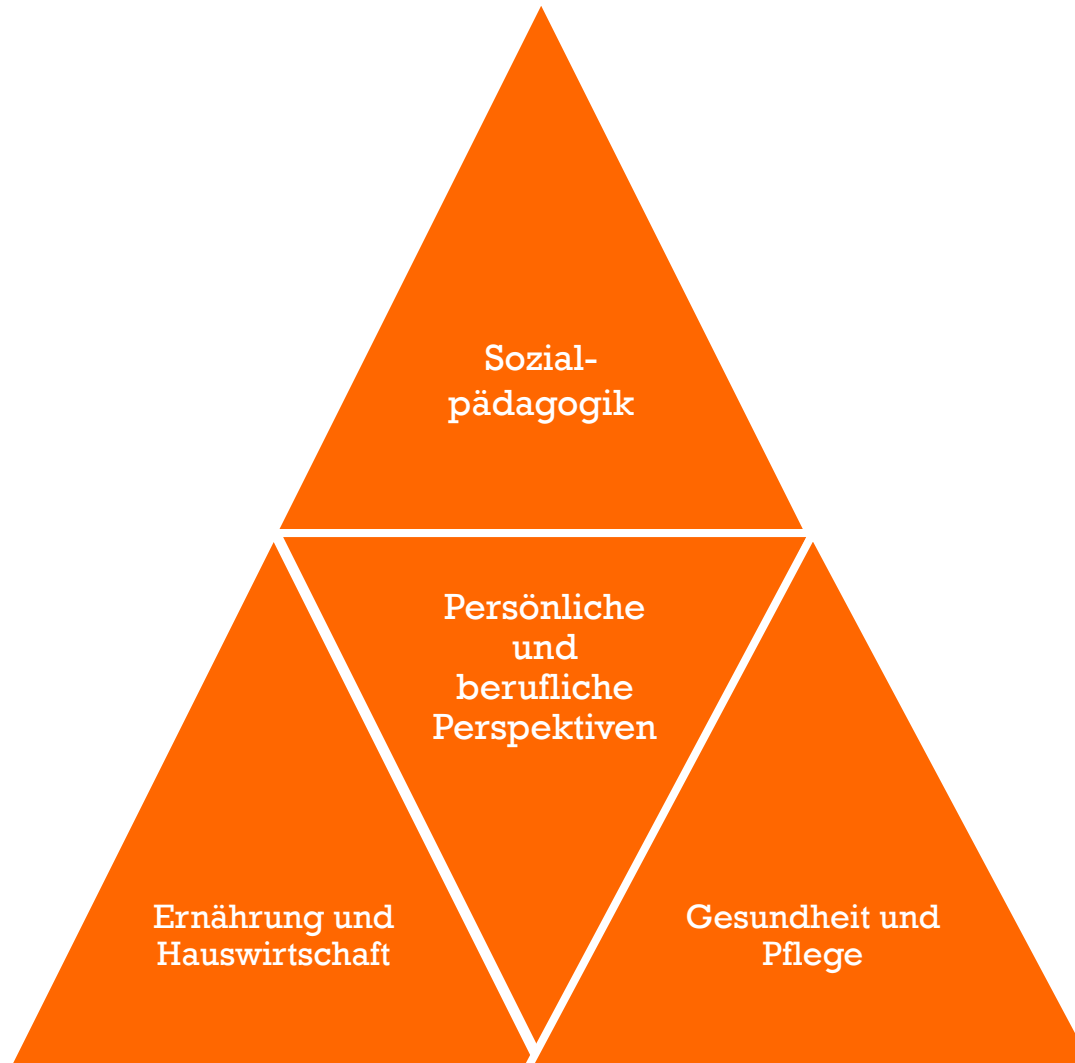 Sozial-
pädagogik
Persönliche
und
berufliche
Perspektiven
Ernährung und
Hauswirtschaft
Gesundheit und
Pflege